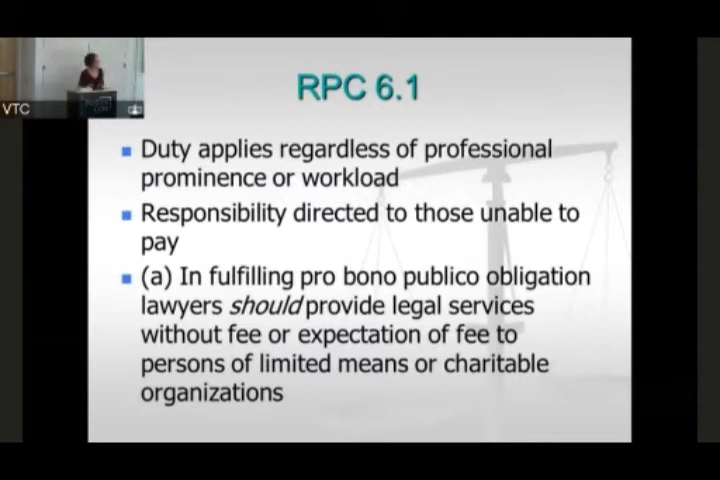 RPC 6.1
VTC
Duty applies regardless of professional
prominence or workload
Responsibility directed to those unable to
pay
(a) In fulfilling pro bono publico obligation
lawyers should provide legal services
without fee or expectation of fee to
persons of limited means or charitable
organizations